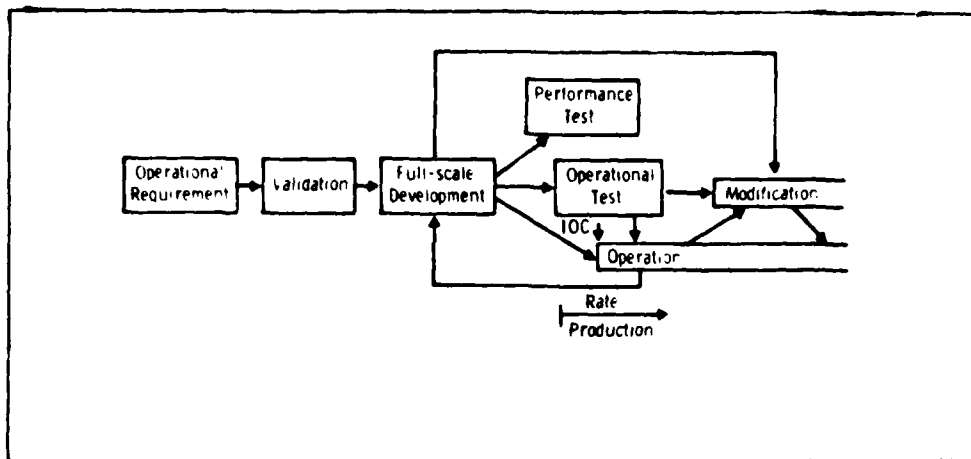 Performance
Test
Operational
Requirement
Validation
Full-scale
Development
Operational
Test
Modification
IOC
Operation
Rate
Production